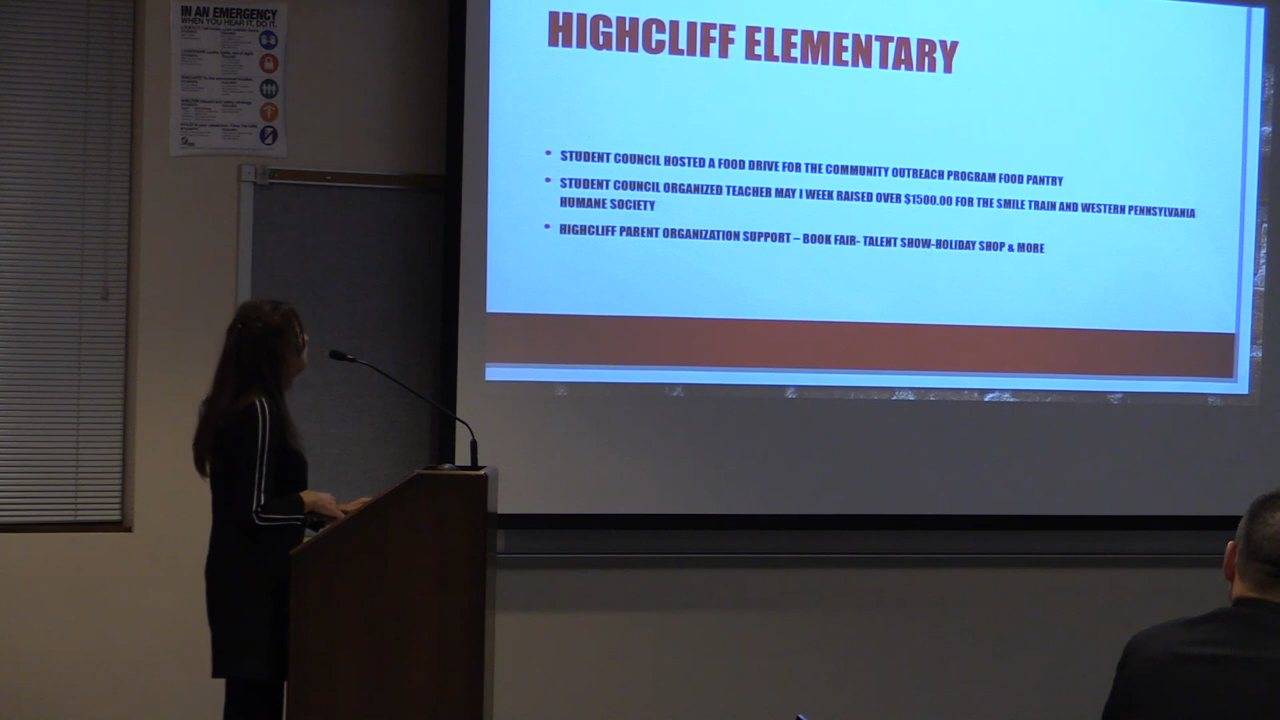 IN AN EMERGENCY
WHEN YOU HEAR IT, DO IT.
HIGHCLIFF ELEMENTARY
• STUDENT COUNCIL HOSTED A FOOD DRIVE FOR THE COMMUNITY OUTREACH PROGRAM FOOD PANTRY
• STUDENT COUNCIL ORGANIZED TEACHER MAY I WEEK RAISED OVER $1500.00 FOR THE SMILE TRAIN AND WESTERN PENNSYLVANIA
HUMANE SOCIETY
• HIGHCLIFF PARENT ORGANIZATION SUPPORT – BOOK FAIR- TALENT SHOW-HOLIDAY SHOP & MORE